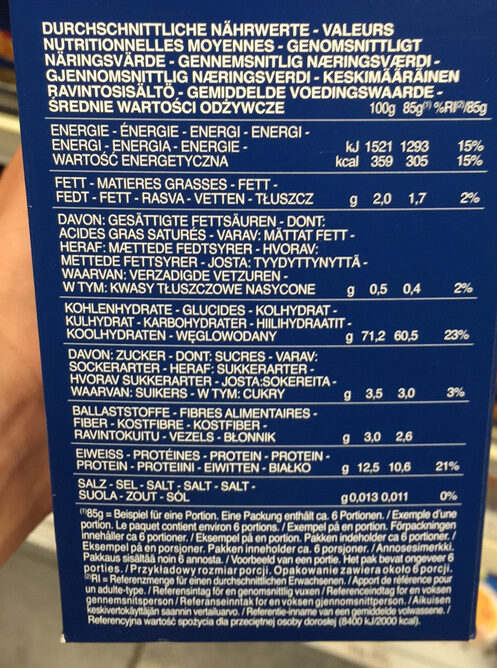 DURCHSCHNITTLICHE NÄHRWERTE - VALEURS
NUTRITIONNELLES MOYENNES - GENOMSNITTLIGT
NÄRINGSVÄRDE - GENNEMSNITLIG NÆRINGSVÆRDI -
GJENNOMSNITTLIG NÆRINGSVERDI - KESKIMÄÄRÄINEN
RAVINTOSISÄLTÖ - GEMIDDELDE VOEDINGSWAARDE -
ŚREDNIE WARTOŚCI ODŻYWCZE 100g 85g⁽¹⁾ %RI⁽²⁾/85g
ENERGIE - ÉNERGIE - ENERGI - ENERGI -
ENERGI - ENERGIA - ENERGIE - kJ 1521 1293 15%
WARTOŚĆ ENERGETYCZNA kcal 359 305 15%
FETT - MATIERES GRASSES - FETT -
FEDT - FETT - RASVA - VETTEN - TŁUSZCZ g 2,0 1,7 2%
DAVON: GESÄTTIGTE FETTSÄUREN - DONT:
ACIDES GRAS SATURÉS - VARAV: MÄTTAT FETT -
HERAF: MÆTTEDE FEDTSYRER - HVORAV:
METTEDE FETTSYRER - JOSTA: TYYDYTTYNYTTÄ -
WAARVAN: VERZADIGDE VETZUREN -
W TYM: KWASY TŁUSZCZOWE NASYCONE g 0,5 0,4 2%
KOHLENHYDRATE - GLUCIDES - KOLHYDRAT -
KULHYDRAT - KARBOHYDRATER - HIILIHYDRAATIT -
KOOLHYDRATEN - WĘGLOWODANY g 71,2 60,5 23%
DAVON: ZUCKER - DONT: SUCRES - VARAV:
SOCKERARTER - HERAF: SUKKERARTER -
HVORAV SUKKERARTER - JOSTA:SOKEREITA -
WAARVAN: SUIKERS - W TYM: CUKRY g 3,5 3,0 3%
BALLASTSTOFFE - FIBRES ALIMENTAIRES -
FIBER - KOSTFIBRE - KOSTFIBER -
RAVINTOKUITU - VEZELS - BŁONNIK g 3,0 2,6
EIWEISS - PROTÉINES - PROTEIN - PROTEIN -
PROTEIN - PROTEIINI - EIWITTEN - BIAŁKO g 12,5 10,6 21%
SALZ - SEL - SALT - SALT - SALT -
SUOLA - ZOUT - SÓL g 0,013 0,011 0%
⁽¹⁾85g = Beispiel für eine Portion. Eine Packung enthält ca. 6 Portionen. / Exemple d'une
portion. Le paquet contient environ 6 portions. / Exempel på en portion. Förpackningen
innehåller ca 6 portioner. / Eksempel på en portion. Pakken indeholder ca 6 portioner. /
Eksempel på en porsjoner. Pakken inneholder ca. 6 porsjoner. / Annosesimerkki.
Pakkaus sisältää noin 6 annosta. / Voorbeeld van een portie. Het pak bevat ongeveer 6
porties. / Przykładowy rozmiar porcji. Opakowanie zawiera około 6 porcji.
⁽²⁾RI = Referenzmenge für einen durchschnittlichen Erwachsenen. / Apport de référence pour
un adulte-type. / Referensintag för en genomsnittlig vuxen. / Referenceindtag for en voksen
gennemsnitsperson / Referanseinntak for en voksen gjennomsnittperson. / Aikuisen
keskivertokäyttäjän saannin vertailuarvo. / Referentie-inname van een gemiddelde volwassene. /
Referencyjna wartość spożycia dla przeciętnej osoby dorosłej (8400 kJ/2000 kcal).